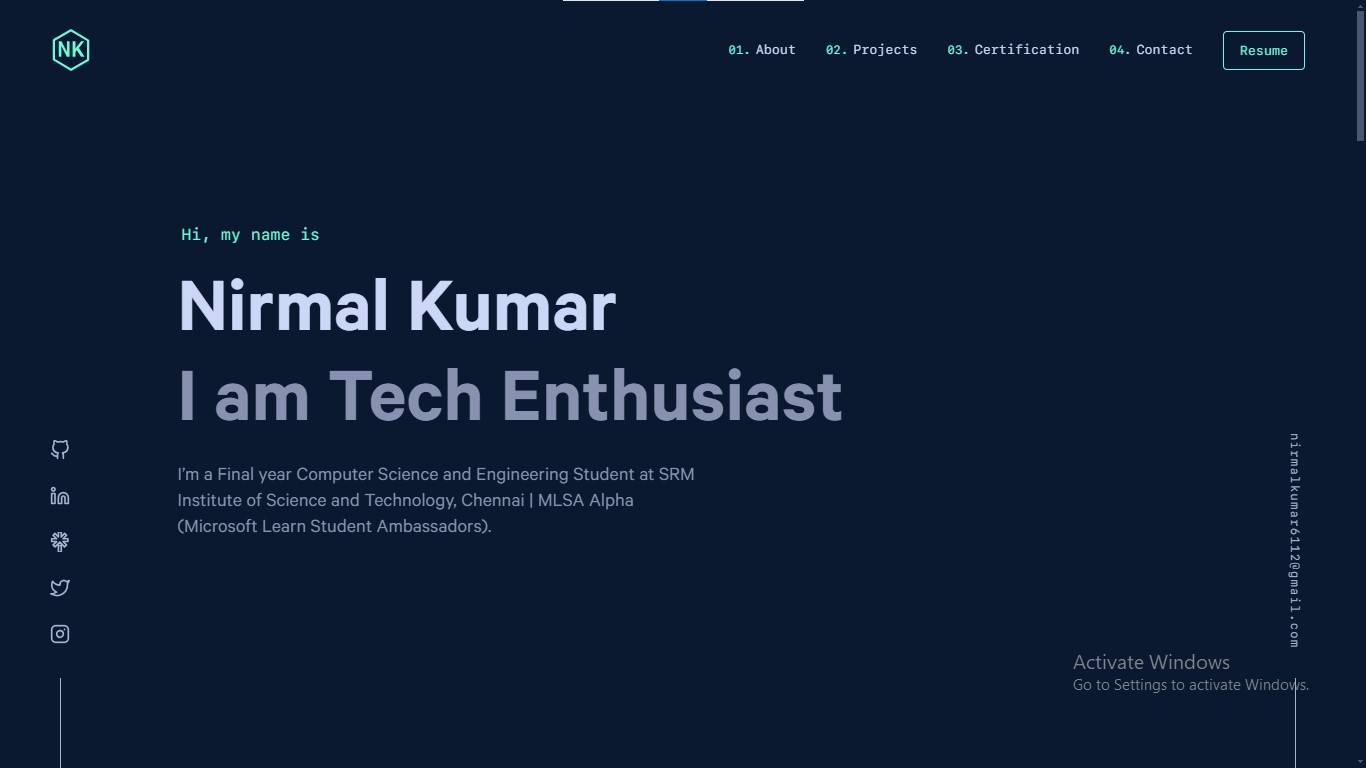 NK
01. About
02. Projects
03. Certification
04. Contact
Resume
Hi, my name is
Nirmal Kumar
I am Tech Enthusiast
I'm a Final year Computer Science and Engineering Student at SRM
Institute of Science and Technology, Chennai | MLSA Alpha
(Microsoft Learn Student Ambassadors).
nirmalkumar6112@gmail.com
Activate Windows
Go to Settings to activate Windows.